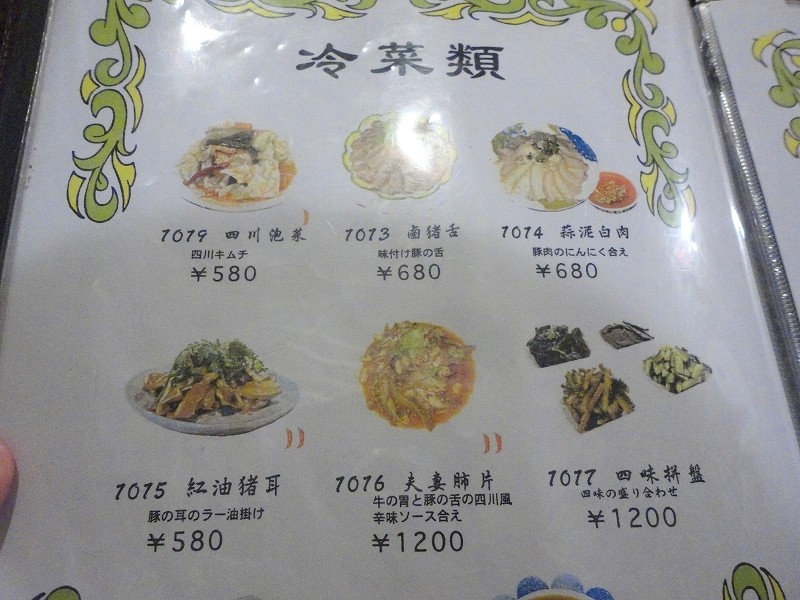 冷菜類
1019 四川泡菜
四川キムチ
￥580
1013 鹵猪舌
味付け豚の舌
￥680
1014 蒜泥白肉
豚肉のにんにく合え
￥680
1015 紅油猪耳
豚の耳のラー油掛け
￥580
1016 夫妻肺片
牛の胃と豚の舌の四川風
辛味ソース合え
￥1200
1017 四味拼盤
四味の盛り合わせ
￥1200